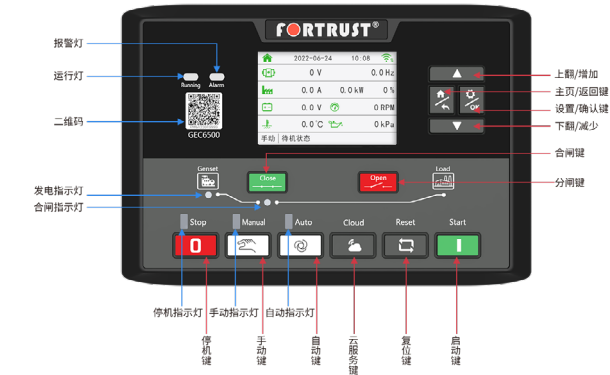 FORTRUST®
报警灯
运行灯
二维码
Running
Alarm
GEC6500
2022-06-24 10:08
0 V 0.0 Hz
0.0 A 0.0 kW 0 %
0.0 V 0 RPM
0.0 ℃ 0 kPa
手动 待机状态
上翻/增加
主页/返回键
设置/确认键
下翻/减少
OK
合闸键
分闸键
Genset
Close
Open
Load
发电指示灯
合闸指示灯
Stop
Manual
Auto
Cloud
Reset
Start
停机指示灯
手动指示灯
自动指示灯
停机键
手动键
自动键
云服务键
复位键
启动键